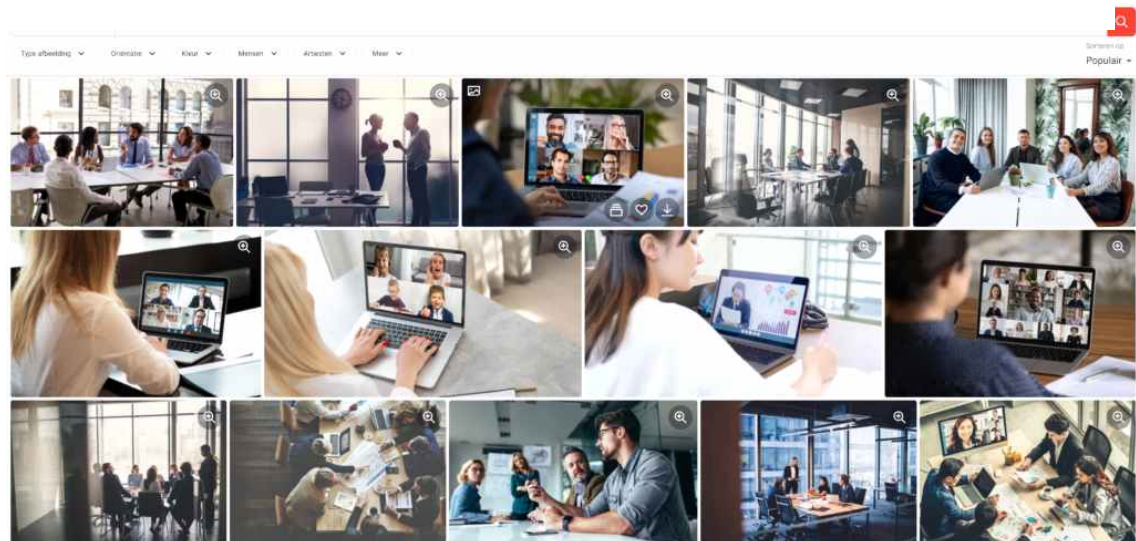 Type afbeelding
Oriëntatie
Kleur
Mensen
Artiesten
Meer
Sorteren op
Populair